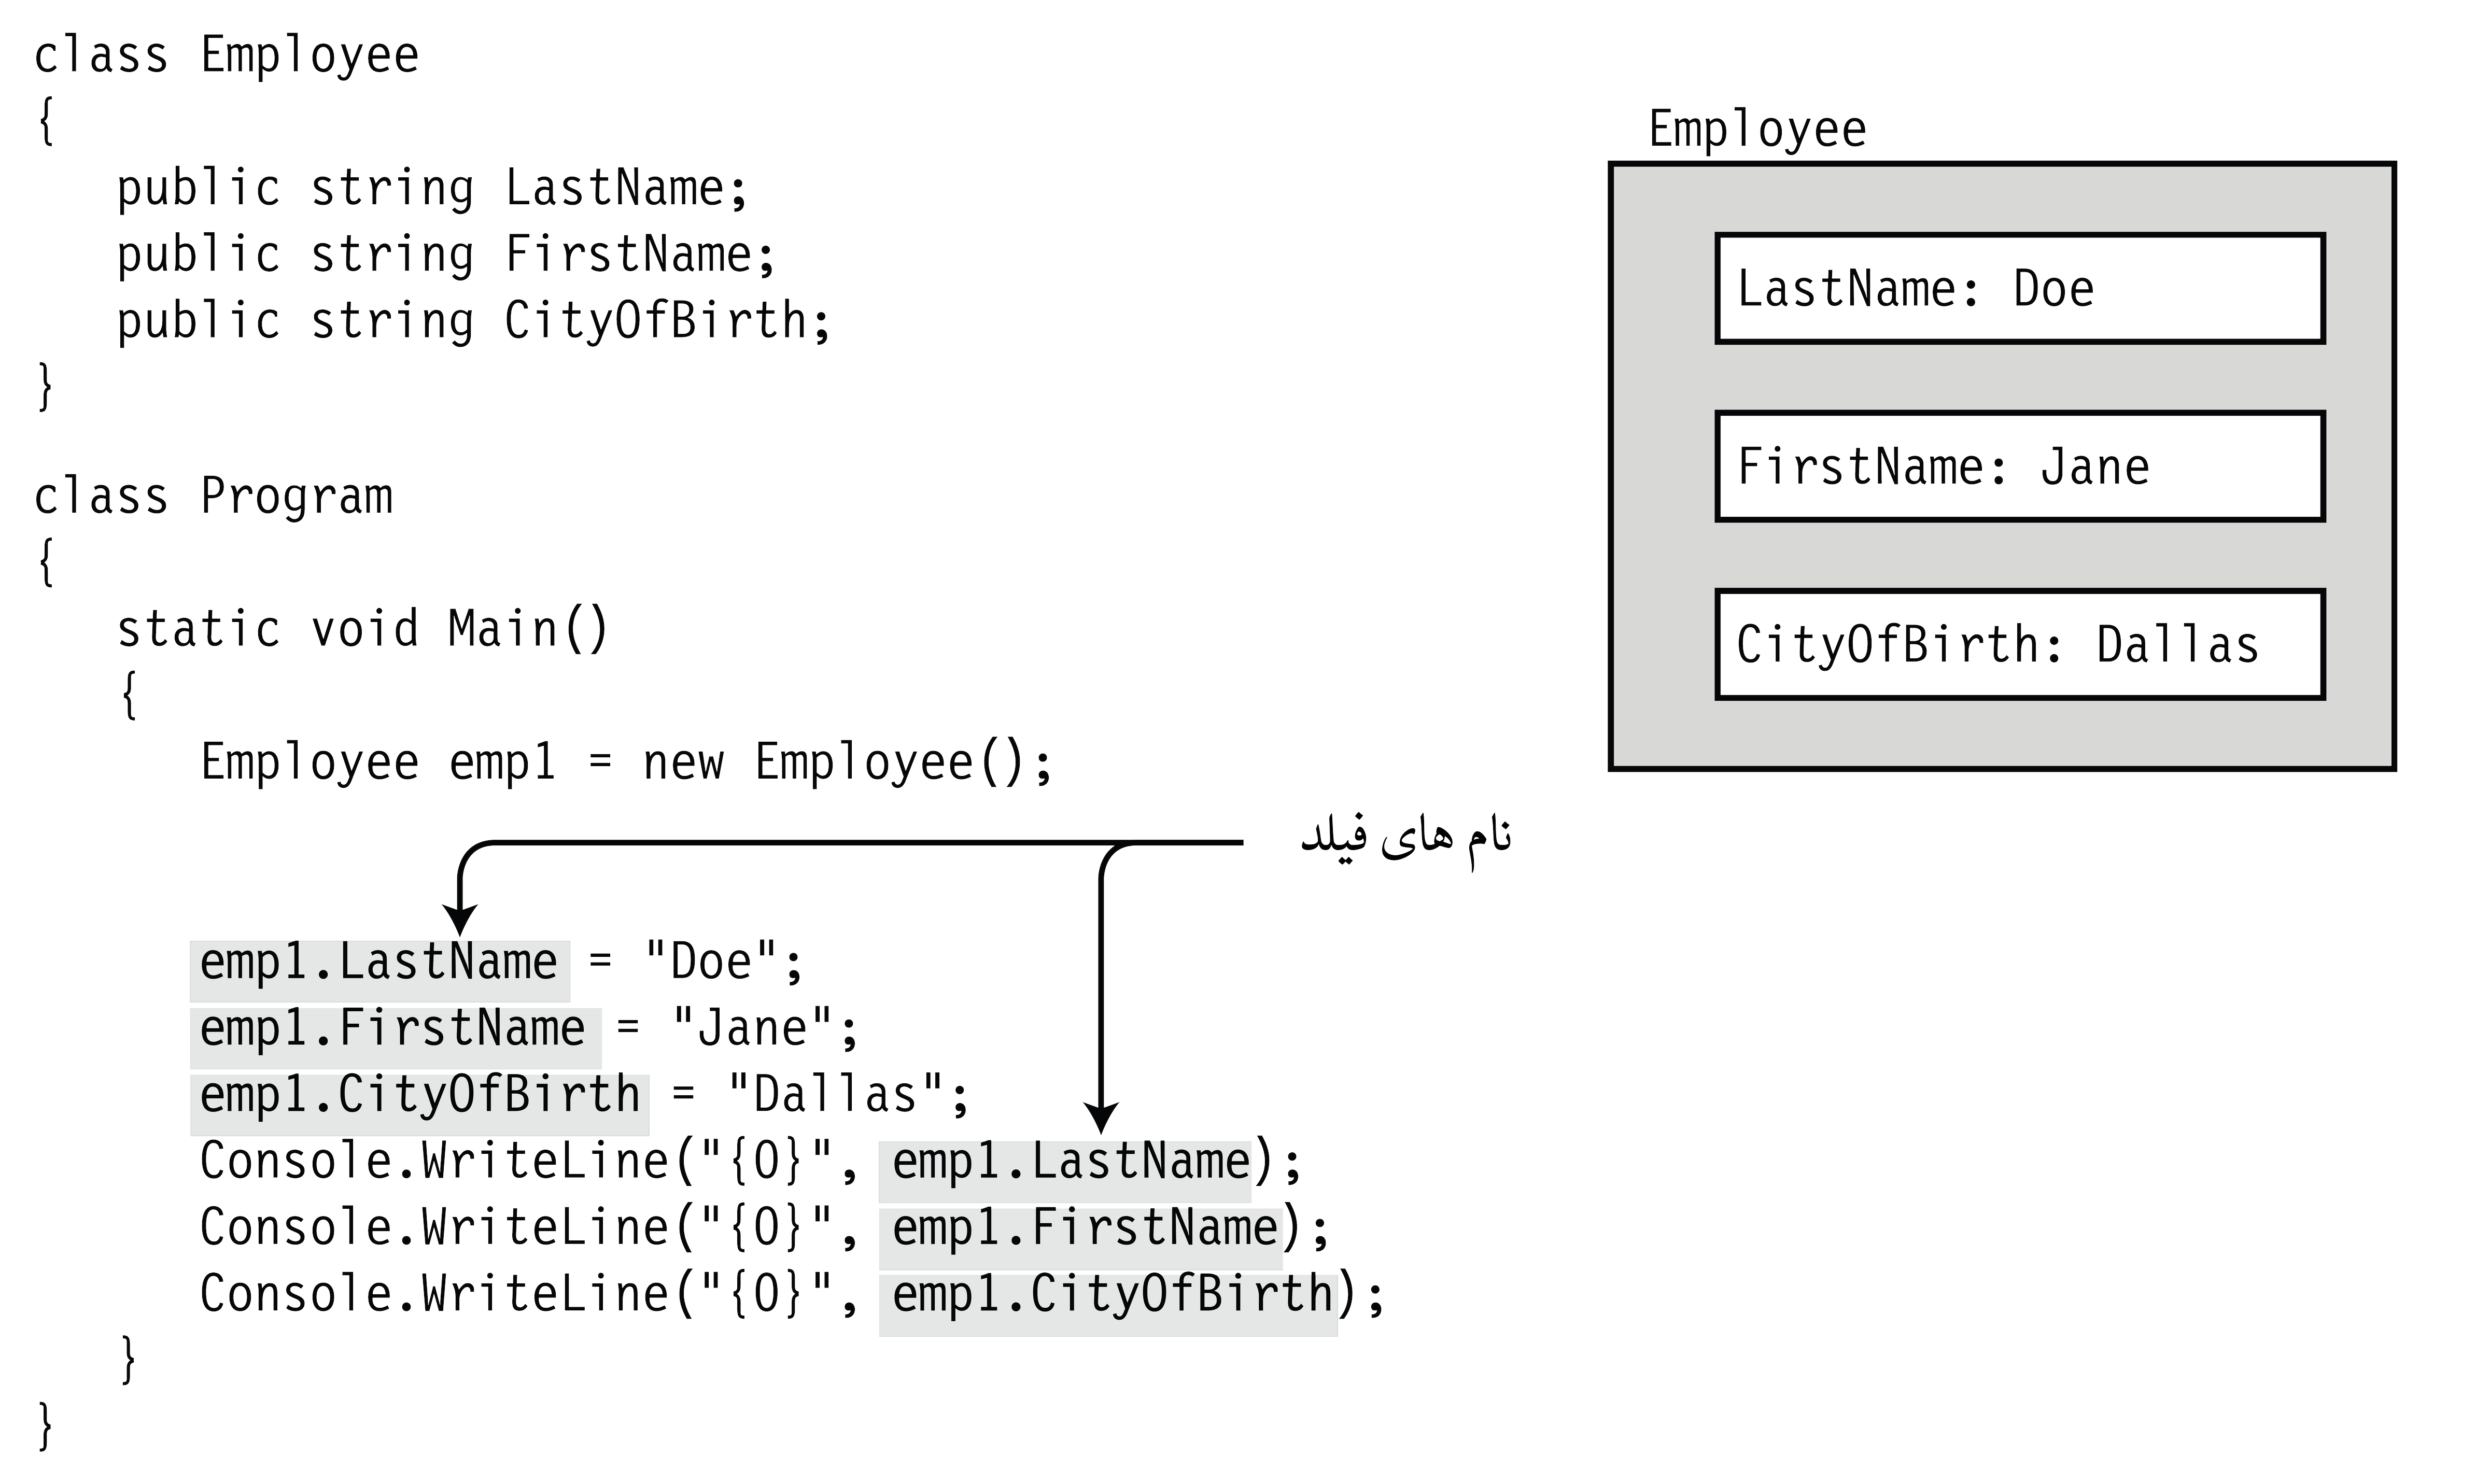 class Employee
{
   public string LastName;
   public string FirstName;
   public string CityOfBirth;
}
class Program
{
   static void Main()
   {
      Employee emp1 = new Employee();
نام های فیلد
      emp1.LastName = "Doe";
      emp1.FirstName = "Jane";
      emp1.CityOfBirth = "Dallas";
      Console.WriteLine("{0}", emp1.LastName);
      Console.WriteLine("{0}", emp1.FirstName);
      Console.WriteLine("{0}", emp1.CityOfBirth);
   }
}
Employee
LastName: Doe
FirstName: Jane
CityOfBirth: Dallas